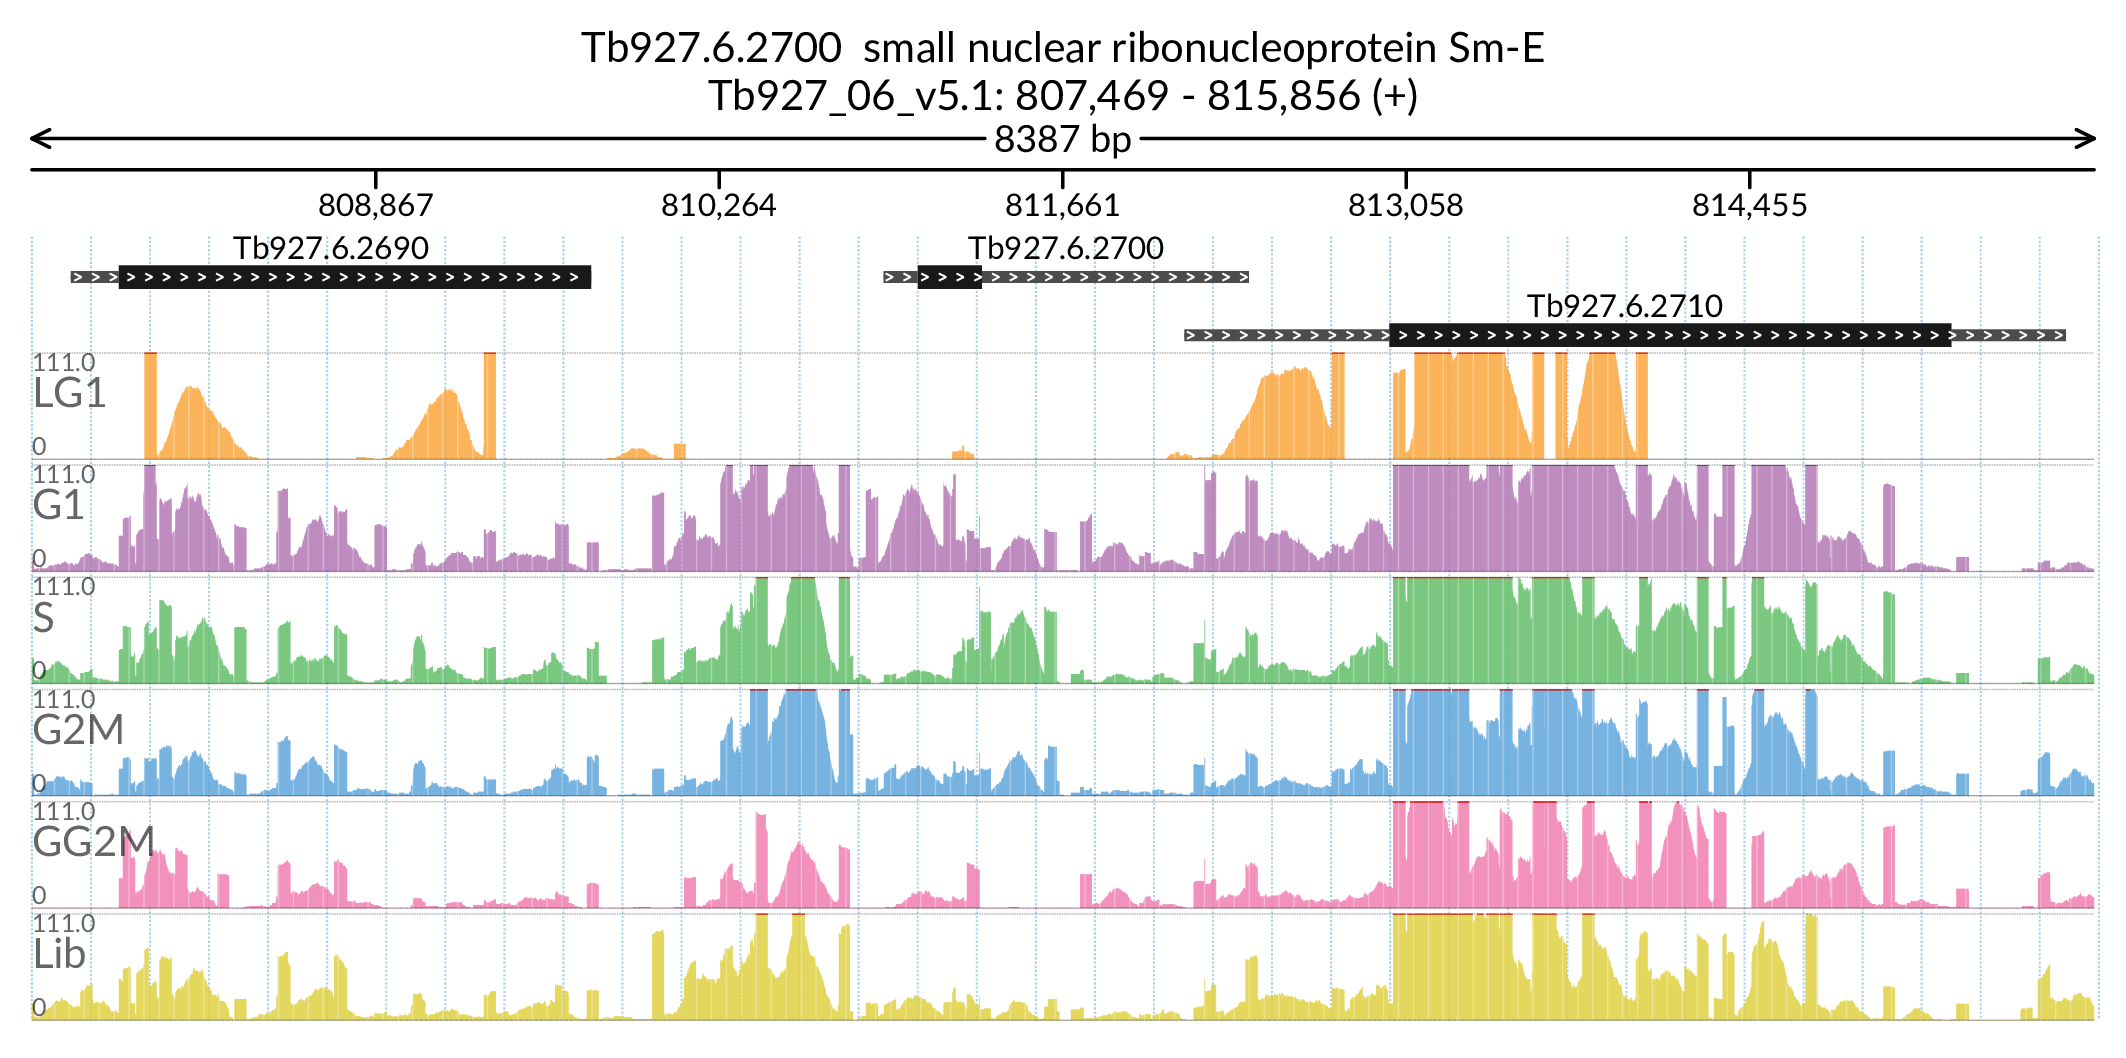 Tb927.6.2700  small nuclear ribonucleoprotein Sm-E
Tb927_06_v5.1: 807,469 - 815,856 (+)
8387 bp
808,867 810,264 811,661 813,058 814,455
Tb927.6.2690 Tb927.6.2700
Tb927.6.2710
111.0
LG1
0
111.0
G1
0
111.0
S
0
111.0
G2M
0
111.0
GG2M
0
111.0
Lib
0